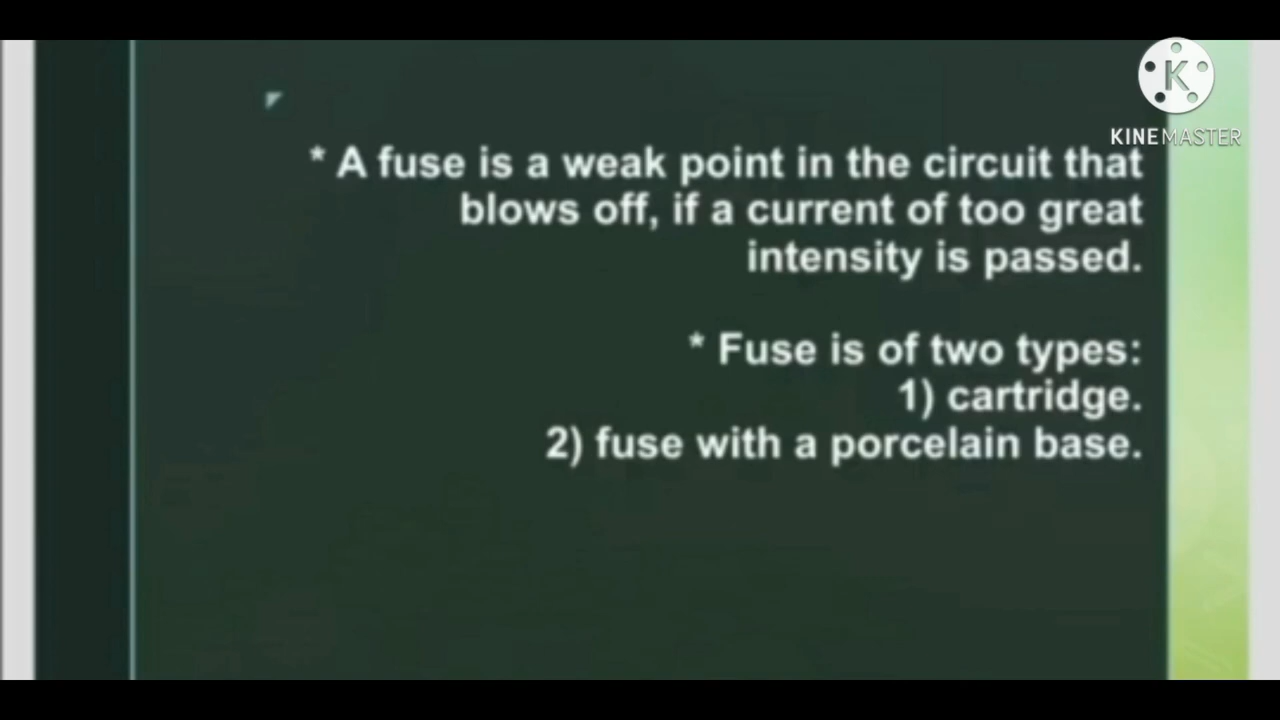 KINEMASTER
* A fuse is a weak point in the circuit that
blows off, if a current of too great
intensity is passed.
* Fuse is of two types:
1) cartridge.
2) fuse with a porcelain base.